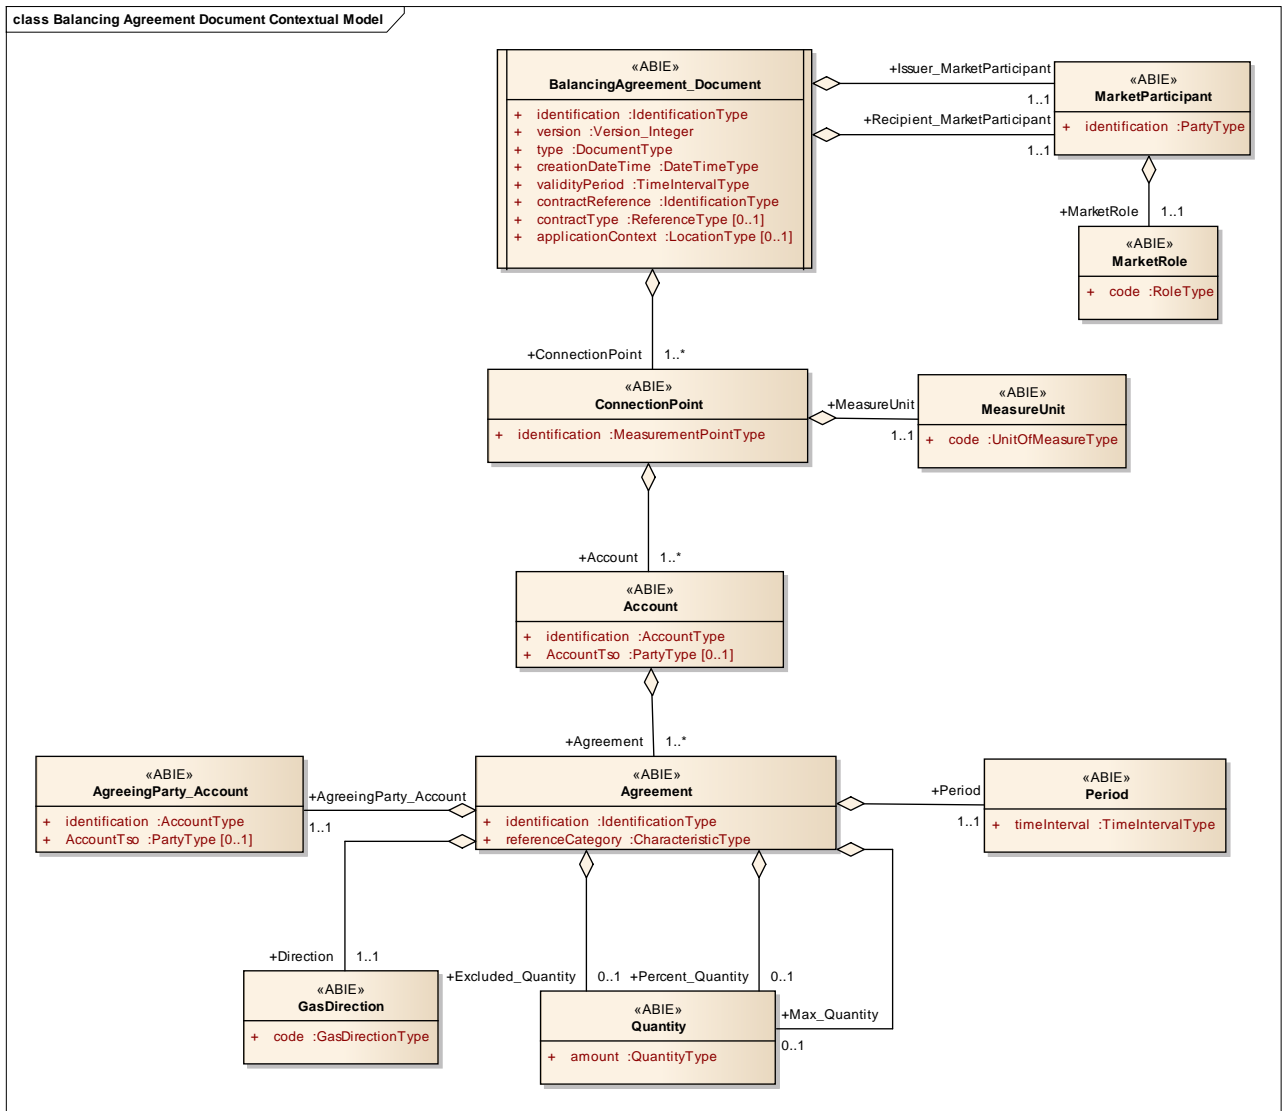 class Balancing Agreement Document Contextual Model
«ABIE»
BalancingAgreement_Document
+ identification :IdentificationType
+ version :Version_Integer
+ type :DocumentType
+ creationDateTime :DateTimeType
+ validityPeriod :TimeIntervalType
+ contractReference :IdentificationType
+ contractType :ReferenceType [0..1]
+ applicationContext :LocationType [0..1]
+Issuer_MarketParticipant
1..1
+Recipient_MarketParticipant
1..1
«ABIE»
MarketParticipant
+ identification :PartyType
+MarketRole 1..1
«ABIE»
MarketRole
+ code :RoleType
+ConnectionPoint 1..*
«ABIE»
ConnectionPoint
+ identification :MeasurementPointType
+MeasureUnit
1..1
«ABIE»
MeasureUnit
+ code :UnitOfMeasureType
+Account 1..*
«ABIE»
Account
+ identification :AccountType
+ AccountTso :PartyType [0..1]
+Agreement 1..*
«ABIE»
AgreeingParty_Account
+ identification :AccountType
+ AccountTso :PartyType [0..1]
+AgreeingParty_Account
1..1
«ABIE»
Agreement
+ identification :IdentificationType
+ referenceCategory :CharacteristicType
+Period
1..1
«ABIE»
Period
+ timeInterval :TimeIntervalType
+Direction 1..1
«ABIE»
GasDirection
+ code :GasDirectionType
+Excluded_Quantity 0..1
+Percent_Quantity 0..1
«ABIE»
Quantity
+ amount :QuantityType
+Max_Quantity
0..1